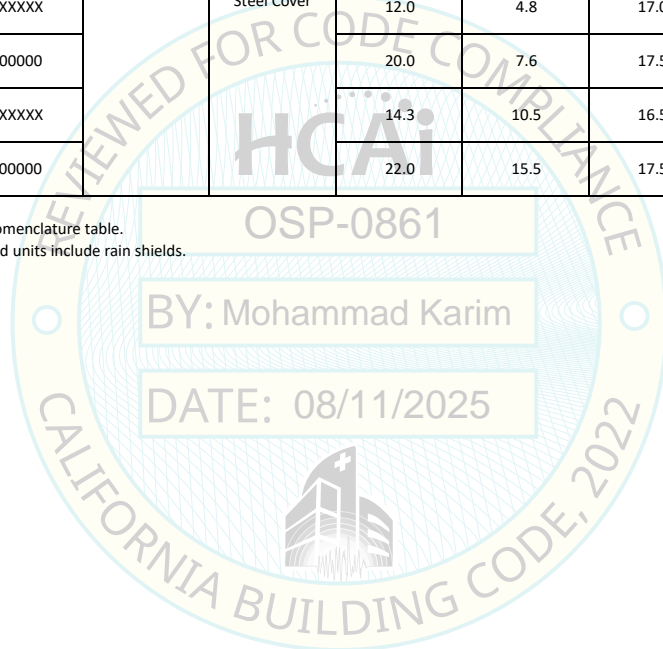 XXXXX Steel Cover 12.0 4.8 17.0
00000 20.0 7.6 17.5
XXXXX 14.3 10.5 16.5
00000 22.0 15.5 17.5
omenclature table.
d units include rain shields.
REVIEWED FOR CODE COMPLIANCE
HCAi
OSP-0861
BY: Mohammad Karim
DATE: 08/11/2025
CALIFORNIA BUILDING CODE, 2022